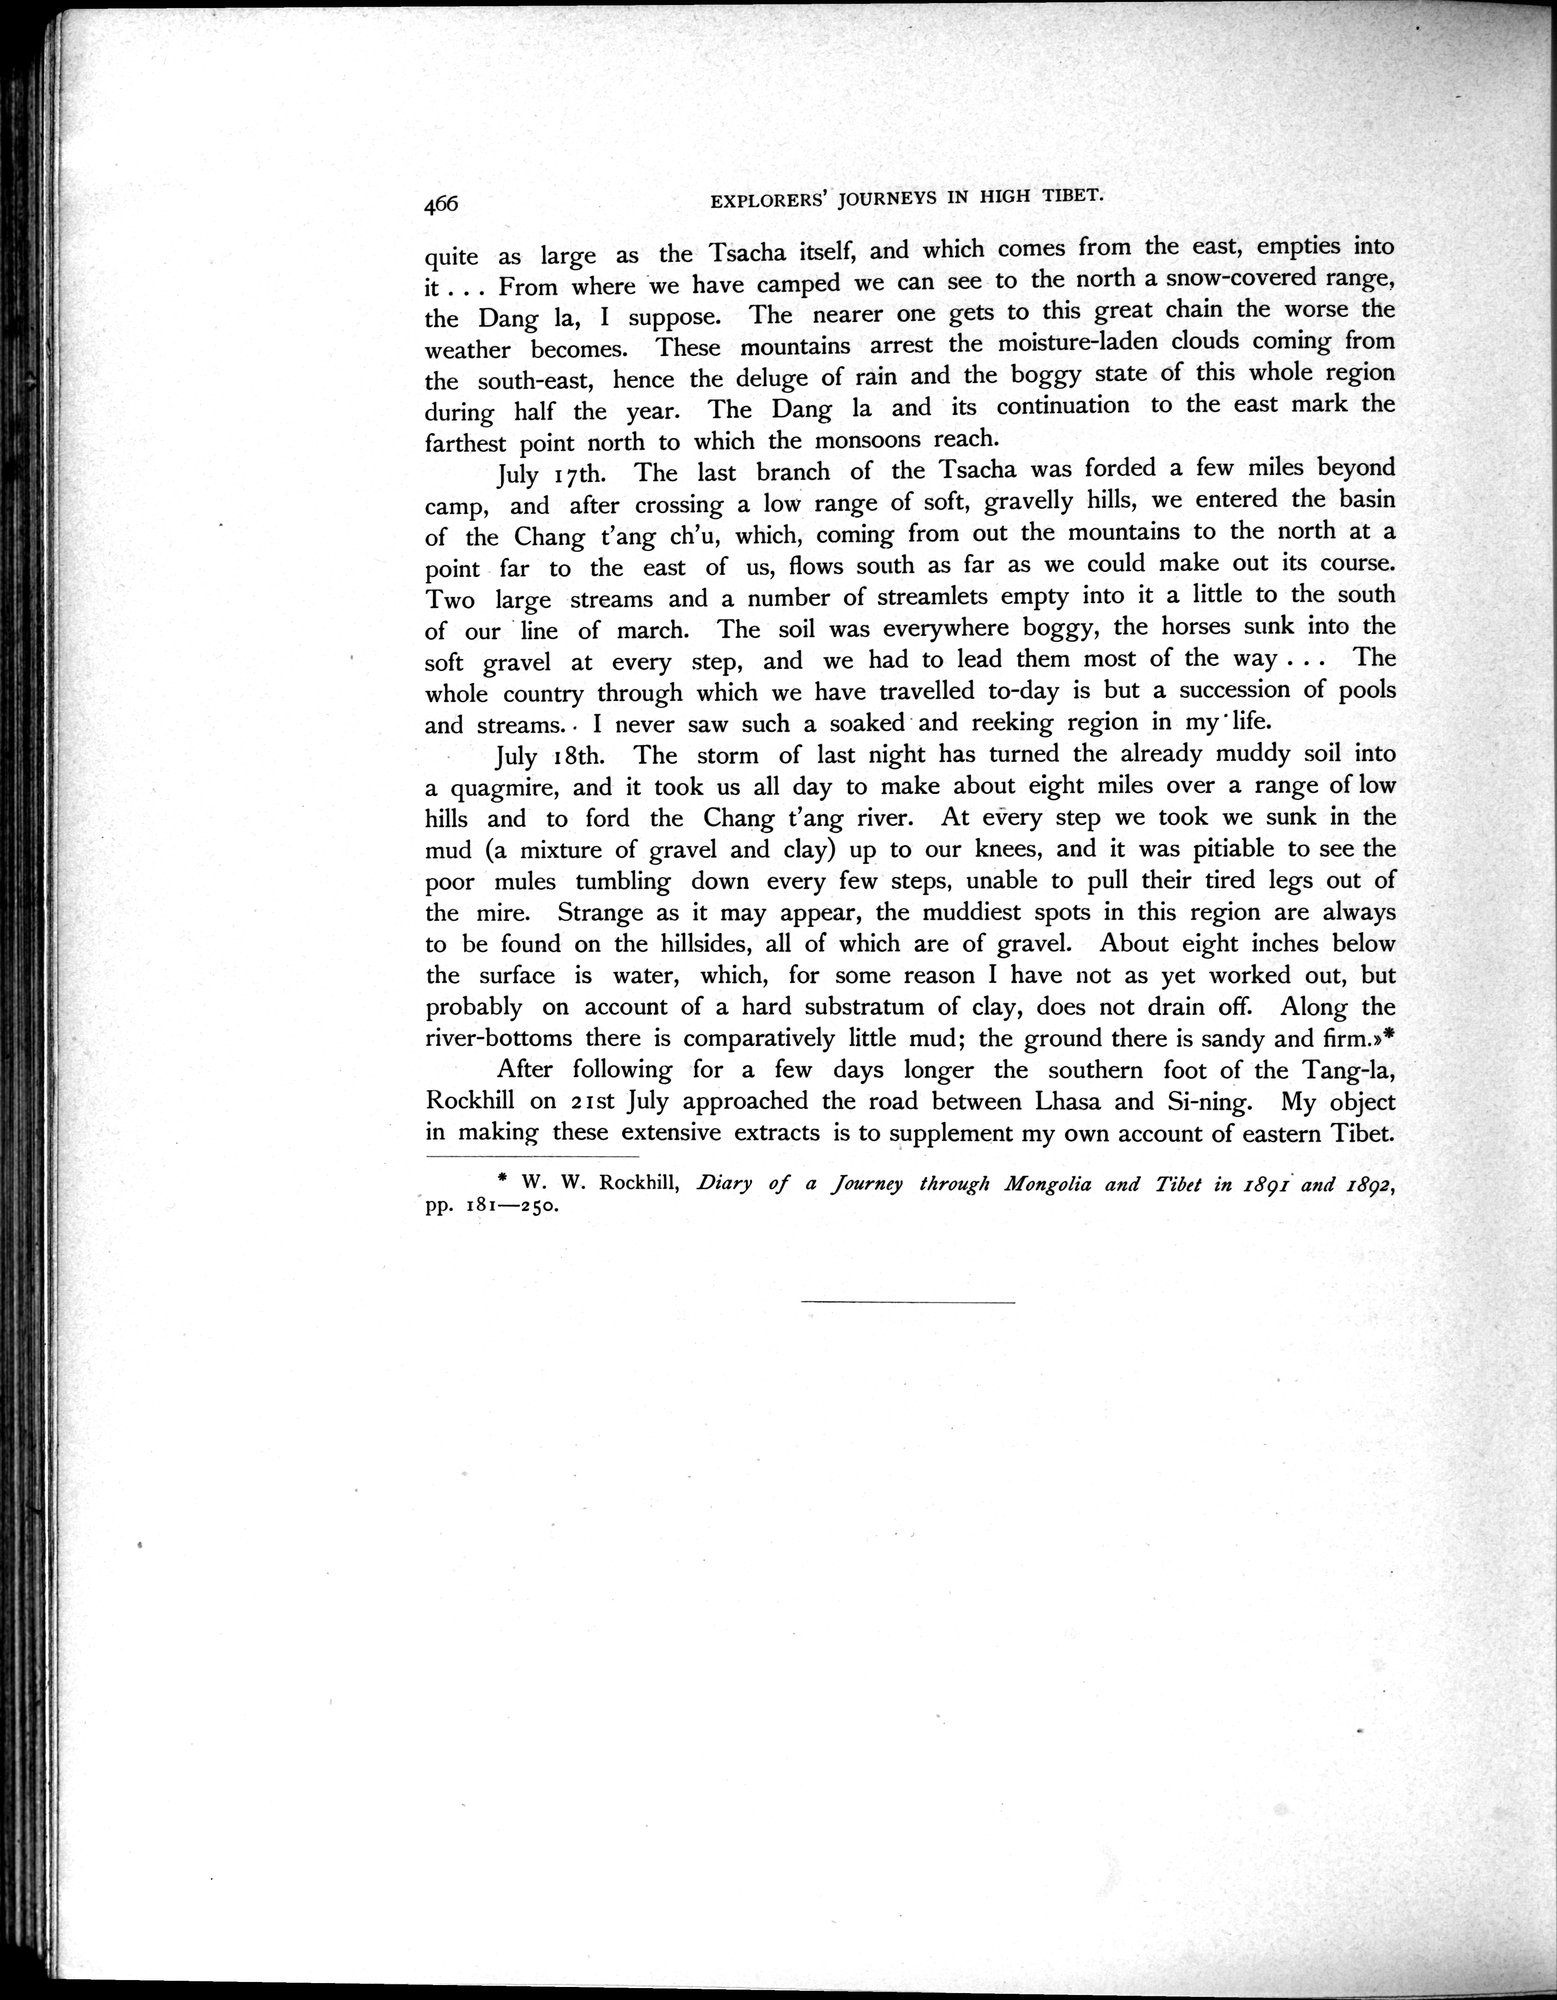 466
EXPLORERS' JOURNEYS IN HIGH TIBET.
quite as large as the Tsacha itself, and which comes from the east, empties into
it . . . From where we have camped we can see to the north a snow-covered range,
the Dang la, I suppose. The nearer one gets to this great chain the worse the
weather becomes. These mountains arrest the moisture-laden clouds coming from
the south-east, hence the deluge of rain and the boggy state of this whole region
during half the year. The Dang la and its continuation to the east mark the
farthest point north to which the monsoons reach.
July 17th. The last branch of the Tsacha was forded a few miles beyond
camp, and after crossing a low range of soft, gravelly hills, we entered the basin
of the Chang t'ang ch'u, which, coming from out the mountains to the north at a
point far to the east of us, flows south as far as we could make out its course.
Two large streams and a number of streamlets empty into it a little to the south
of our line of march. The soil was everywhere boggy, the horses sunk into the
soft gravel at every step, and we had to lead them most of the way . . . The
whole country through which we have travelled to-day is but a succession of pools
and streams. . I never saw such a soaked and reeking region in my life.
July 18th. The storm of last night has turned the already muddy soil into
a quagmire, and it took us all day to make about eight miles over a range of low
hills and to ford the Chang t'ang river. At every step we took we sunk in the
mud (a mixture of gravel and clay) up to our knees, and it was pitiable to see the
poor mules tumbling down every few steps, unable to pull their tired legs out of
the mire. Strange as it may appear, the muddiest spots in this region are always
to be found on the hillsides, all of which are of gravel. About eight inches below
the surface is water, which, for some reason I have not as yet worked out, but
probably on account of a hard substratum of clay, does not drain off. Along the
river-bottoms there is comparatively little mud; the ground there is sandy and firm.»*
After following for a few days longer the southern foot of the Tang-la,
Rockhill on 21st July approached the road between Lhasa and Si-ning. My object
in making these extensive extracts is to supplement my own account of eastern Tibet.
* W. W. Rockhill, Diary of a Journey through Mongolia and Tibet in 1891 and 1892,
pp. 181—250.